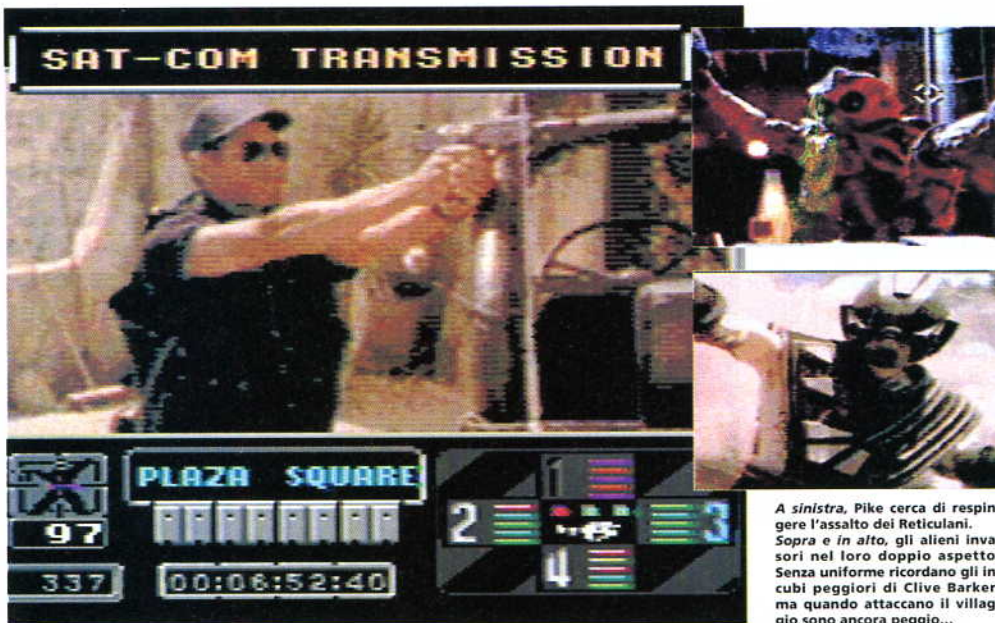 SAT-COM TRANSMISSION
PLAZA SQUARE
1
2
3
97
4
337
00:06:52:40
A sinistra, Pike cerca di respin
gere l'assalto dei Reticulani.
Sopra e in alto, gli alieni inva
sori nel loro doppio aspetto
Senza uniforme ricordano gli in
cubi peggiori di Clive Barker
ma quando attaccano il villag
gio sono ancora peggio...